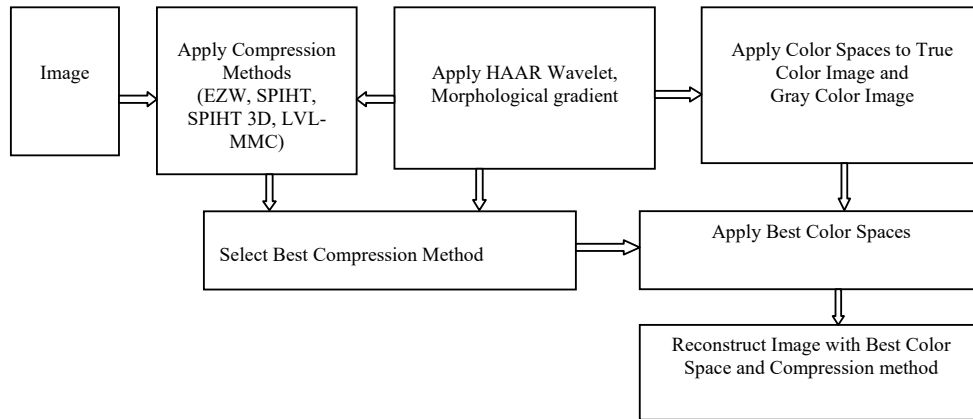 Image
Apply Compression
Methods
(EZW, SPIHT,
SPIHT 3D, LVL-
MMC)
Apply HAAR Wavelet,
Morphological gradient
Apply Color Spaces to True
Color Image and
Gray Color Image
Select Best Compression Method
Apply Best Color Spaces
Reconstruct Image with Best Color
Space and Compression method